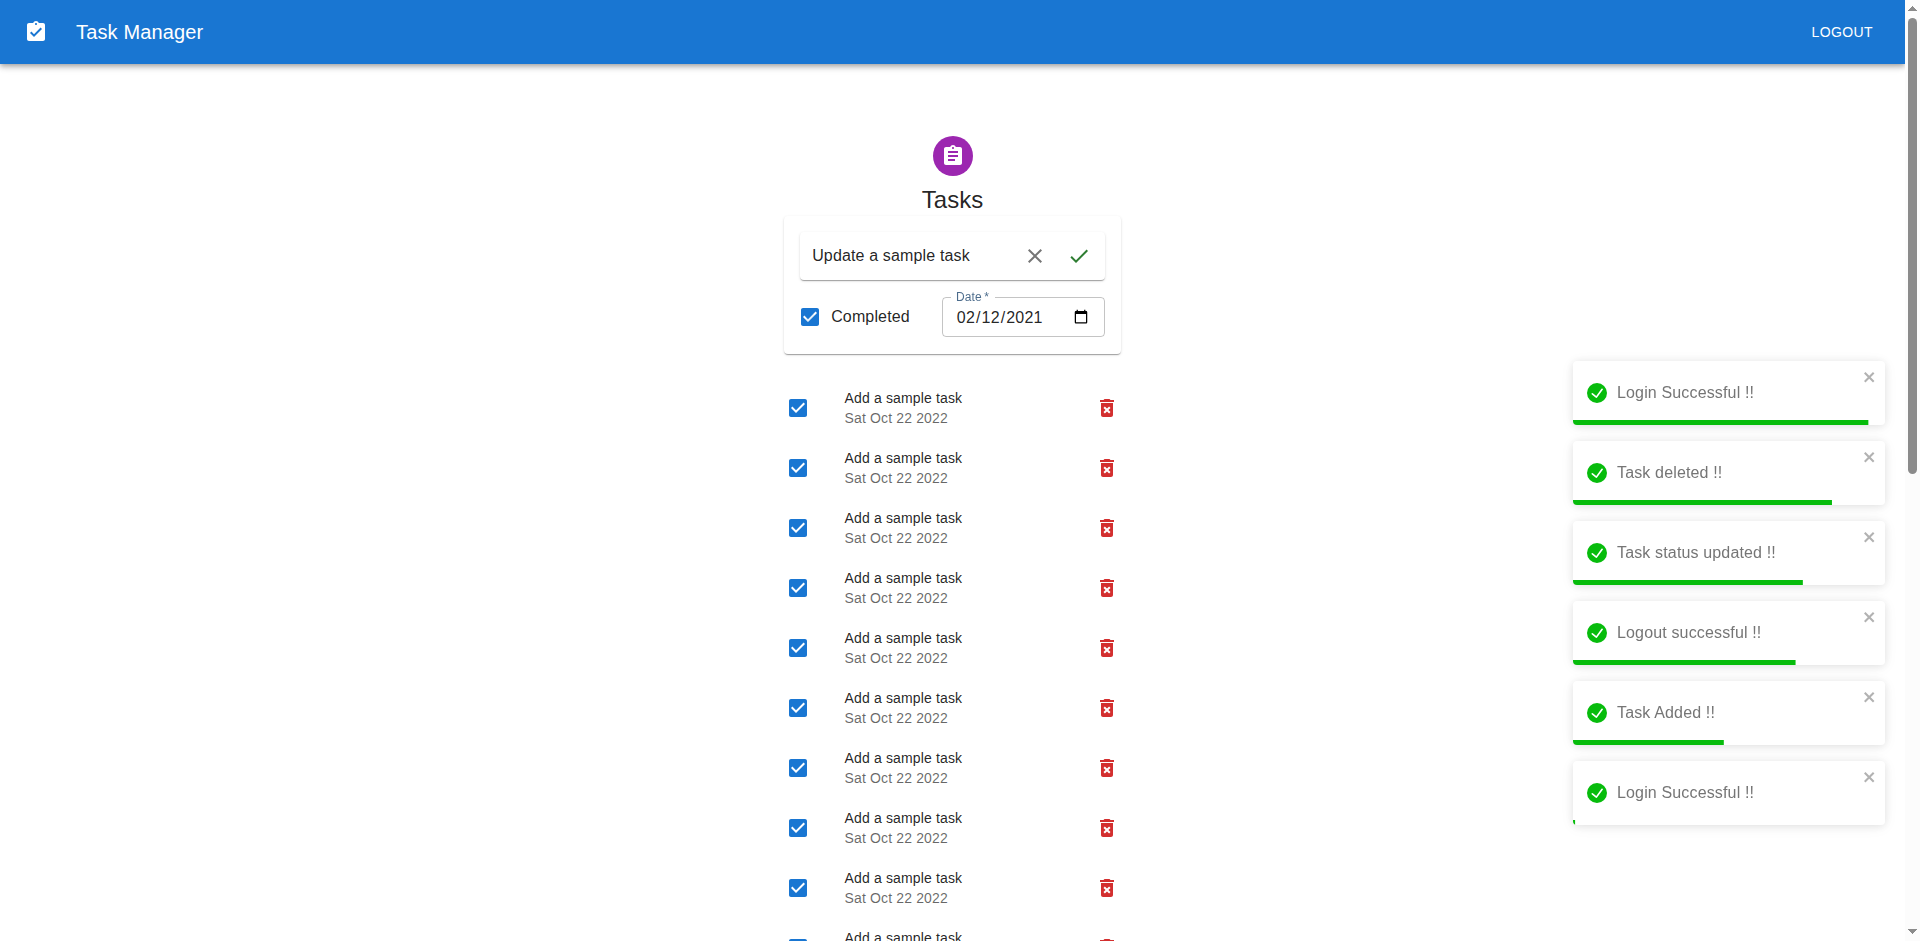 Task Manager
LOGOUT
Tasks
Update a sample task
Completed
Date *
02/12/2021
Add a sample task
Sat Oct 22 2022
Add a sample task
Sat Oct 22 2022
Add a sample task
Sat Oct 22 2022
Add a sample task
Sat Oct 22 2022
Add a sample task
Sat Oct 22 2022
Add a sample task
Sat Oct 22 2022
Add a sample task
Sat Oct 22 2022
Add a sample task
Sat Oct 22 2022
Add a sample task
Sat Oct 22 2022
Add a sample task
Login Successful !!
Task deleted !!
Task status updated !!
Logout successful !!
Task Added !!
Login Successful !!